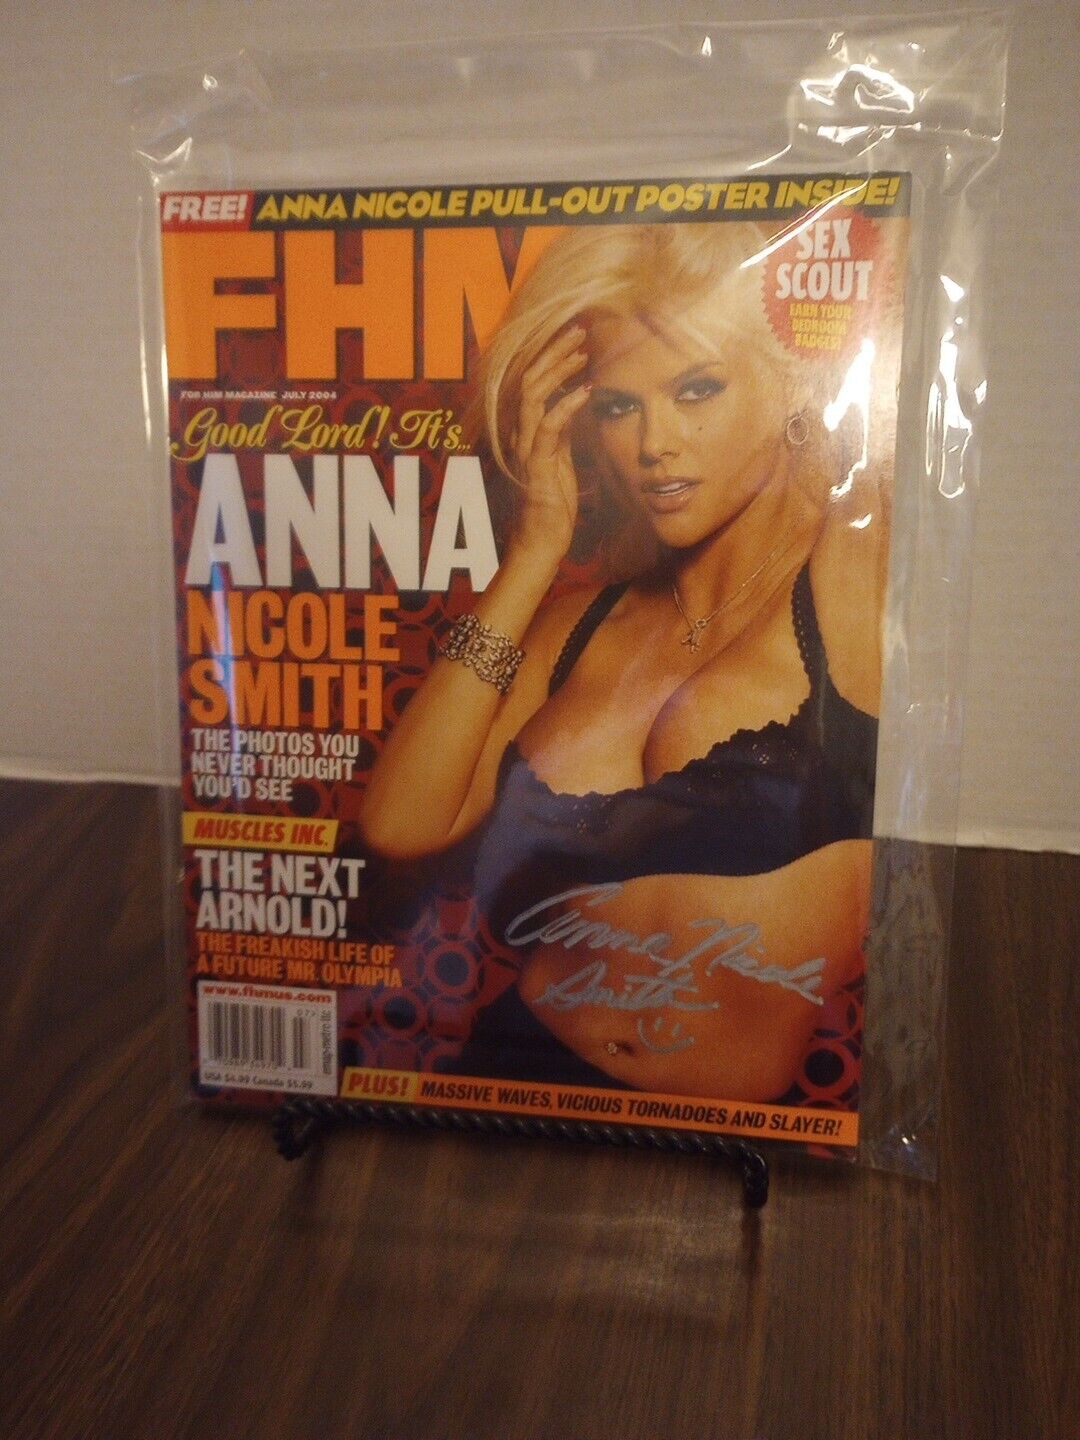 FREE! ANNA NICOLE PULL-OUT POSTER INSIDE!
FHM
SEX
SCOUT
EARN YOUR
BEDROOM
BADGES!
FOR HIM MAGAZINE JULY 2004
Good Lord! It's...
ANNA
NICOLE
SMITH
THE PHOTOS YOU
NEVER THOUGHT
YOU'D SEE
MUSCLES INC.
THE NEXT
ARNOLD!
THE FREAKISH LIFE OF
A FUTURE MR. OLYMPIA
Anna Nicole
Smith
www.fhmus.com
07>
USA $4.99 Canada $5.99
PLUS! MASSIVE WAVES, VICIOUS TORNADOES AND SLAYER!